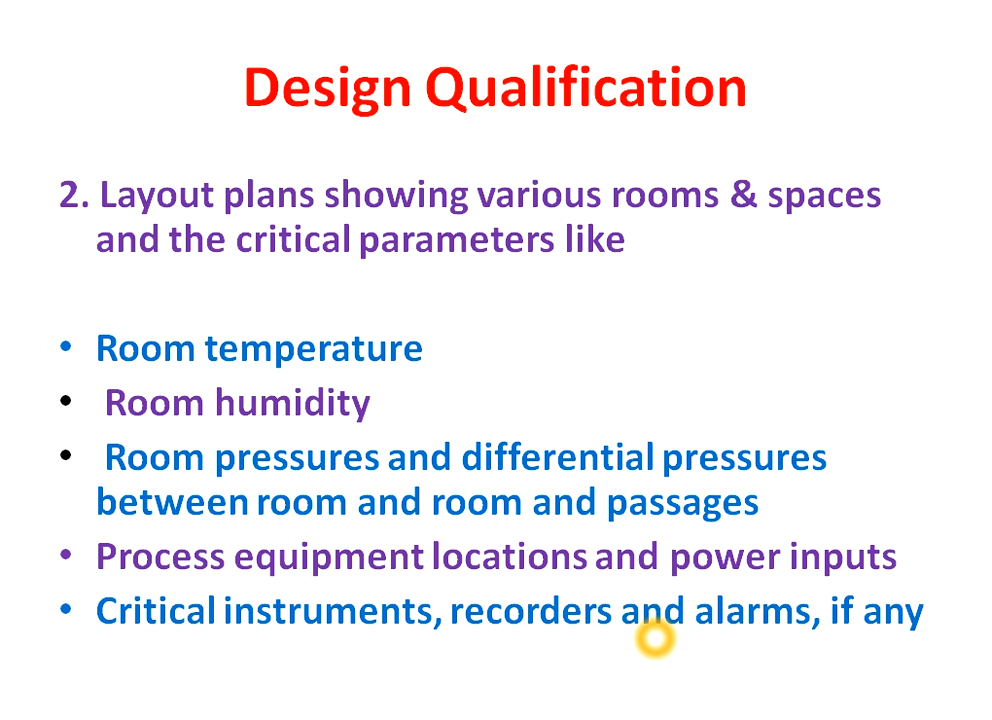 Design Qualification
2. Layout plans showing various rooms & spaces
and the critical parameters like
• Room temperature
• Room humidity
• Room pressures and differential pressures
between room and room and passages
• Process equipment locations and power inputs
• Critical instruments, recorders and alarms, if any